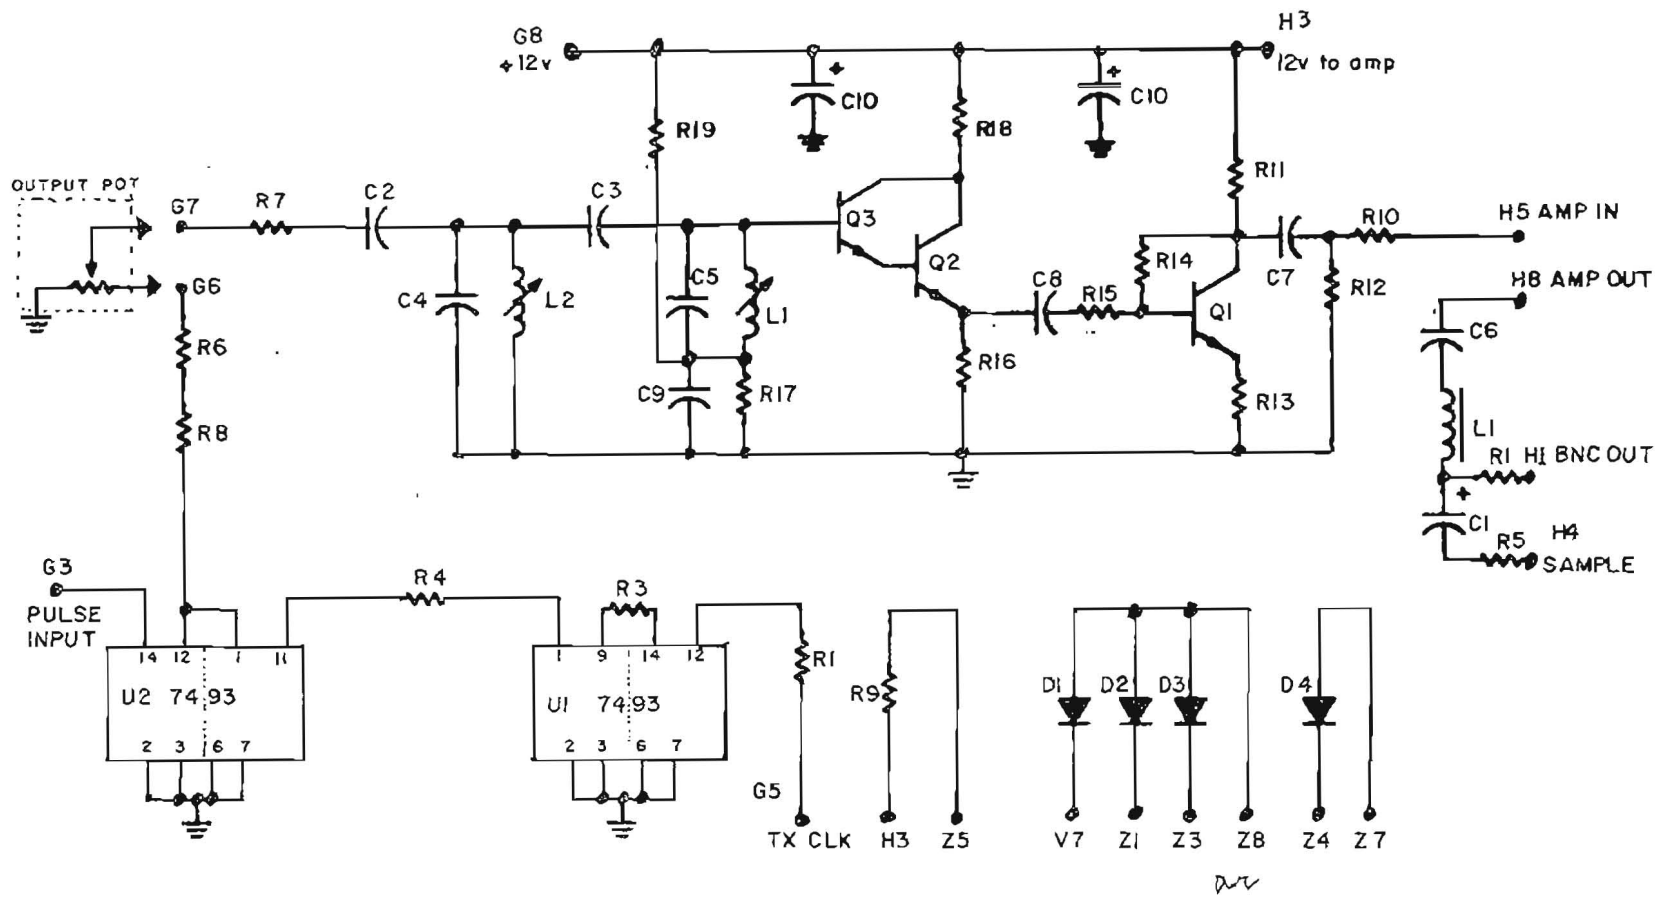 G8
+12v
H3
12v to amp
C10
C10
R19
R18
R11
OUTPUT POT
G7
R7
C2
C3
Q3
Q2
R14
C7
R10
H5 AMP IN
G6
C4
L2
C5
L1
C8
R15
Q1
R12
H8 AMP OUT
C6
R6
R8
C9
R17
R16
R13
L1
R1 H1 BNC OUT
+
C1
R5
H4
SAMPLE
G3
PULSE
INPUT
R4
R3
14 12 1 11
U2 74 93
2 3 6 7
1 9 14 12
U1 74 93
2 3 6 7
R1
G5
TX CLK
R9
H3
Z5
D1
D2
D3
D4
V7
Z1
Z3
Z8
Z4
Z7